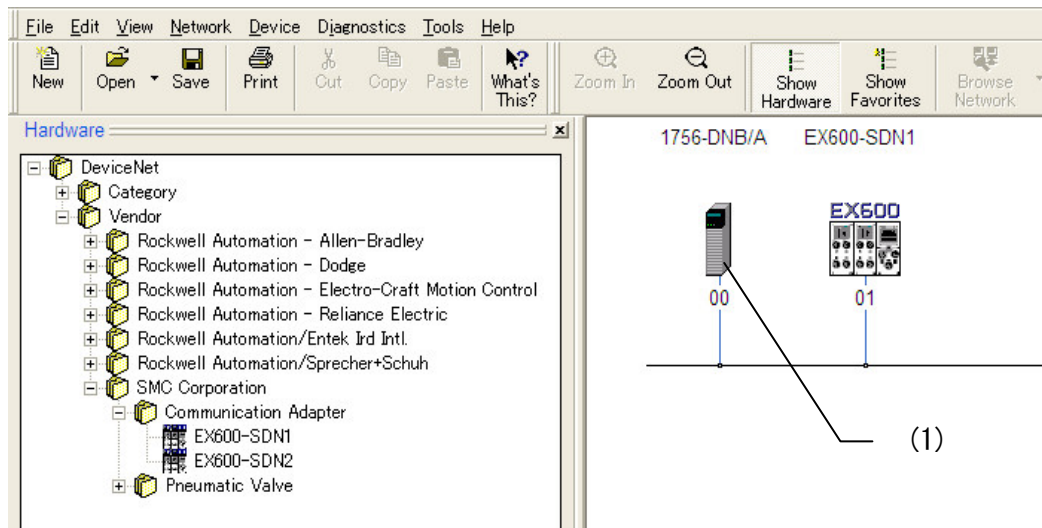 File Edit View Network Device Diagnostics Tools Help
New Open Save Print Cut Copy Paste What's This? Zoom In Zoom Out Show Hardware Show Favorites Browse Network
Hardware
DeviceNet
Category
Vendor
Rockwell Automation - Allen-Bradley
Rockwell Automation - Dodge
Rockwell Automation - Electro-Craft Motion Control
Rockwell Automation - Reliance Electric
Rockwell Automation/Entek Ird Intl.
Rockwell Automation/Sprecher+Schuh
SMC Corporation
Communication Adapter
EX600-SDN1
EX600-SDN2
Pneumatic Valve
1756-DNB/A EX600-SDN1
EX600
00 01
(1)